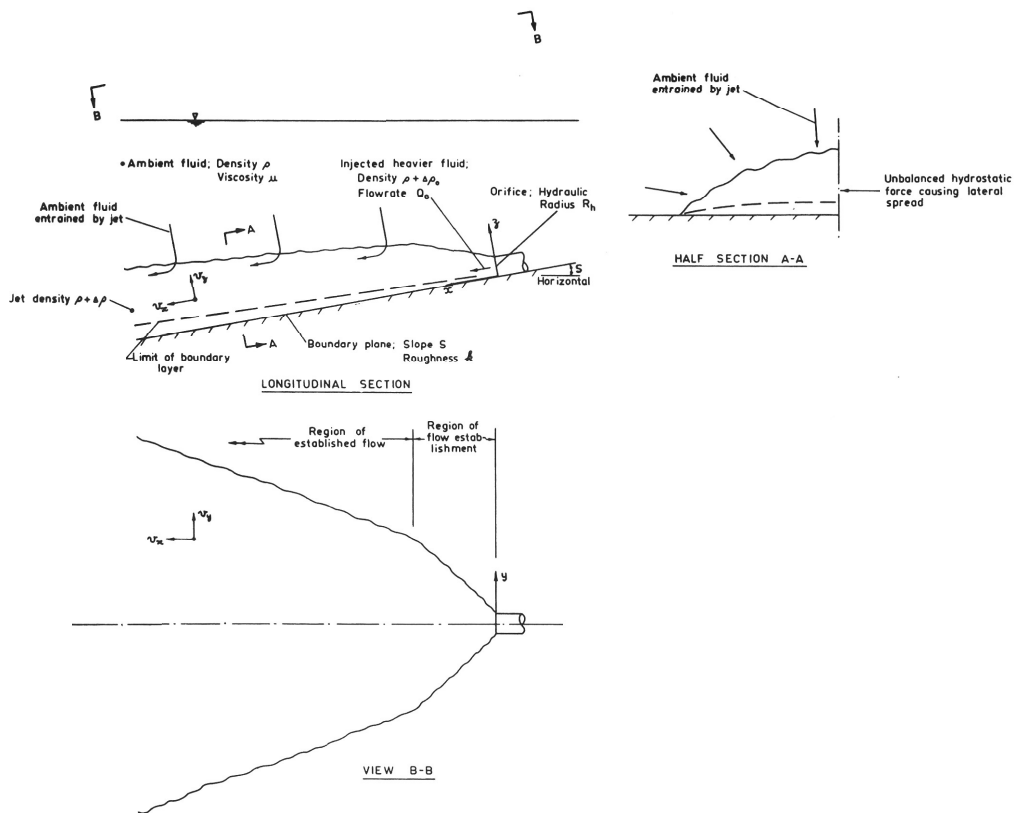 B
B
Ambient fluid
entrained by jet
• Ambient fluid; Density ρ
Viscosity μ
Injected heavier fluid;
Density ρ + Δρ₀
Flowrate Q₀
Orifice; Hydraulic
Radius Rh
Ambient fluid
entrained by jet
A
z
S
Horizontal
x
vz
vx
Jet density ρ + Δρ
A
Boundary plane; Slope S
Roughness k
Limit of boundary
layer
LONGITUDINAL SECTION
Unbalanced hydrostatic
force causing lateral
spread
HALF SECTION A-A
Region of
established flow
Region of
flow estab-
lishment
vy
vx
y
VIEW B-B